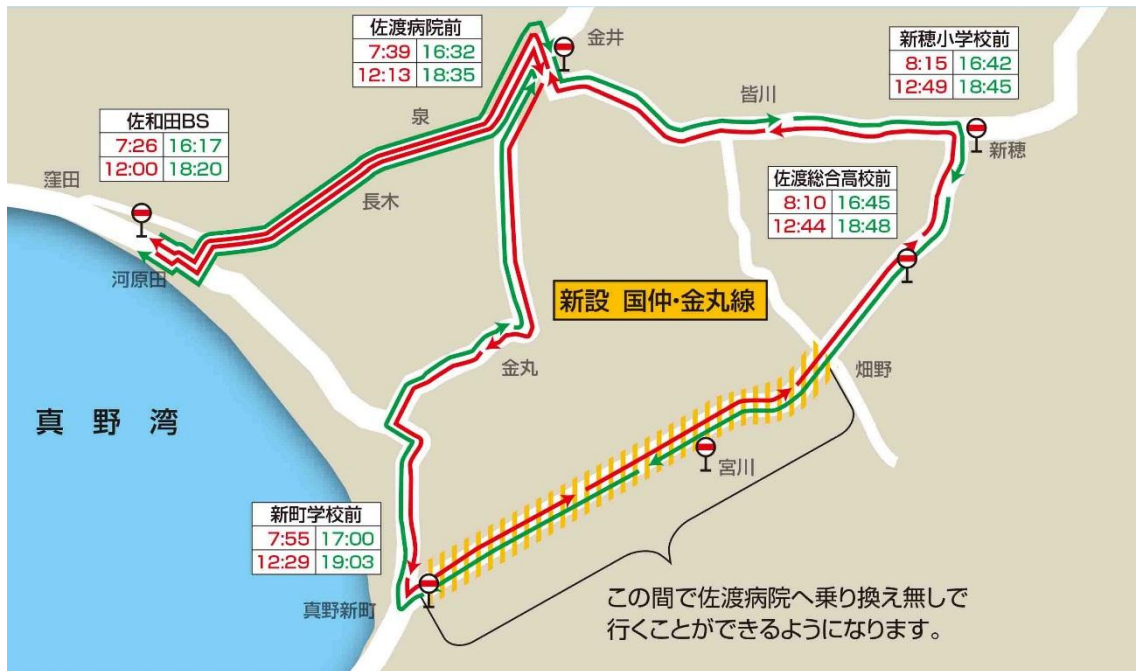 佐渡病院前
7:39 16:32
12:13 18:35
金井
新穂小学校前
8:15 16:42
12:49 18:45
皆川
泉
新穂
佐和田BS
7:26 16:17
12:00 18:20
窪田
長木
佐渡総合高校前
8:10 16:45
12:44 18:48
河原田
新設 国仲・金丸線
金丸
畑野
真野湾
宮川
新町学校前
7:55 17:00
12:29 19:03
真野新町
この間で佐渡病院へ乗り換え無しで
行くことができるようになります。